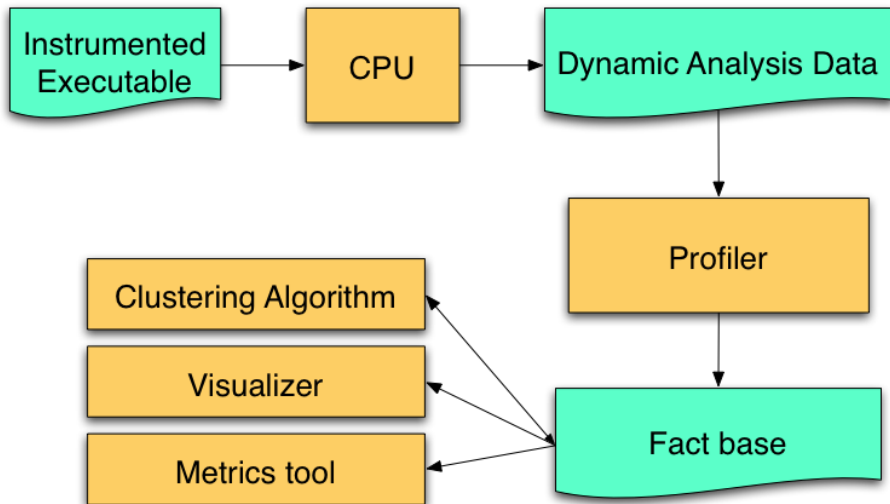 Instrumented
Executable
CPU
Dynamic Analysis Data
Profiler
Clustering Algorithm
Visualizer
Fact base
Metrics tool